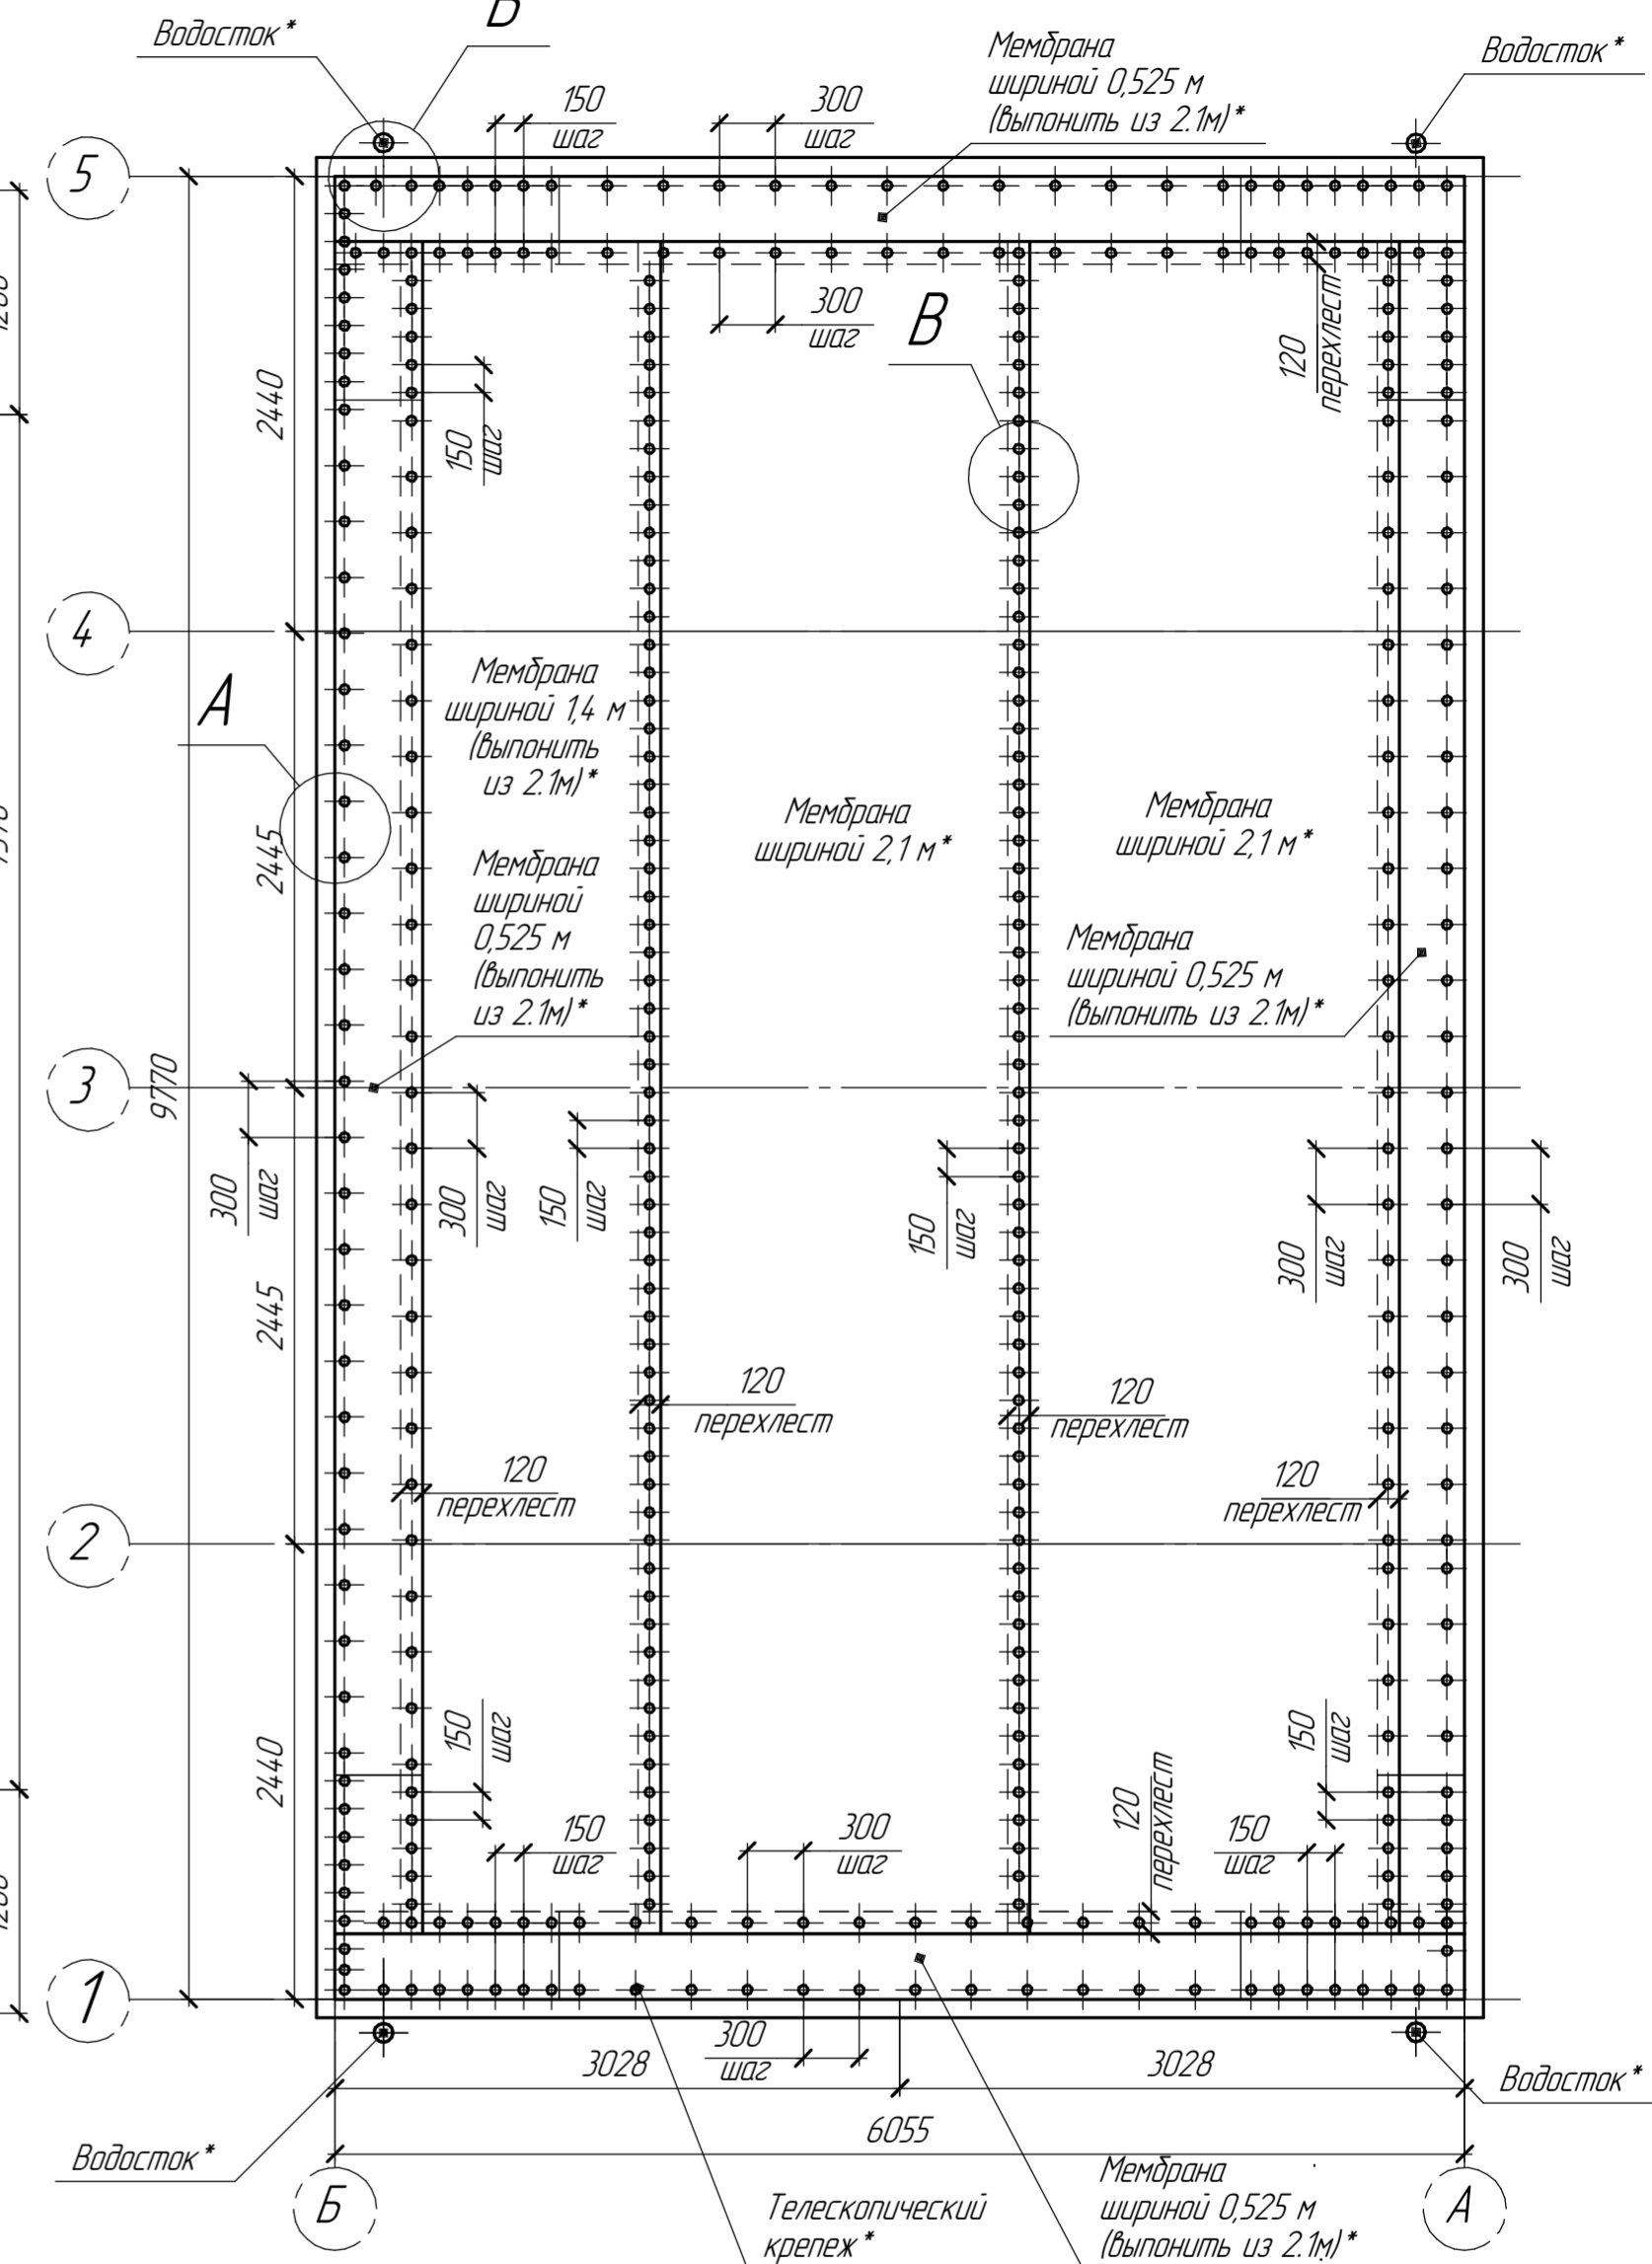 Водосток*
Мембрана
шириной 0,525 м
(выпонить из 2.1м)*
Водосток*
150
шаг
300
шаг
5
300
шаг
В
120
перехлест
2440
150
шаг
4
А
Мембрана
шириной 1,4 м
(выпонить
из 2.1м)*
Мембрана
шириной 2,1 м*
Мембрана
шириной 2,1 м*
2445
Мембрана
шириной
0,525 м
(выпонить
из 2.1м)*
Мембрана
шириной 0,525 м
(выпонить из 2.1м)*
3
9770
300
шаг
300
шаг
150
шаг
150
шаг
300
шаг
300
шаг
2445
120
перехлест
120
перехлест
120
перехлест
120
перехлест
2
2440
150
шаг
150
шаг
120
перехлест
150
шаг
300
шаг
150
шаг
1
300
шаг
3028
3028
Водосток*
6055
Водосток*
Б
А
Телескопический
крепеж*
Мембрана
шириной 0,525 м
(выпонить из 2.1м)*